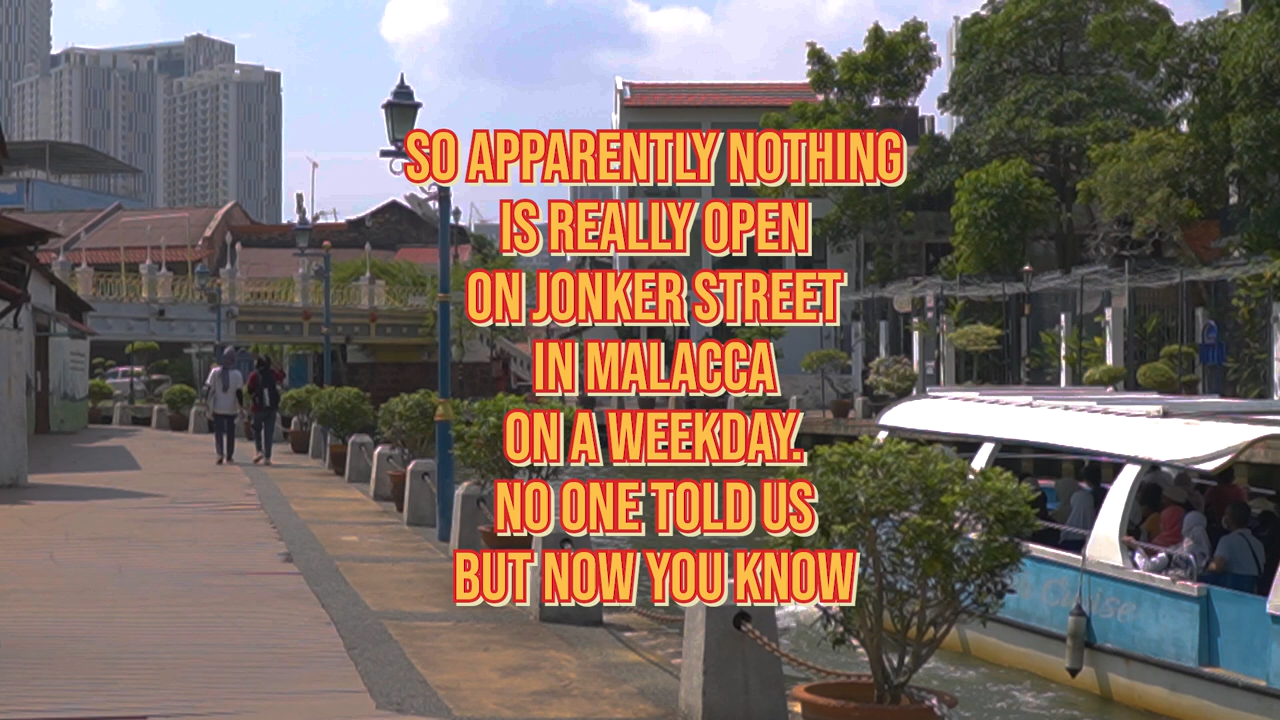 SO APPARENTLY NOTHING
IS REALLY OPEN
ON JONKER STREET
IN MALACCA
ON A WEEKDAY.
NO ONE TOLD US
BUT NOW YOU KNOW
Cruise